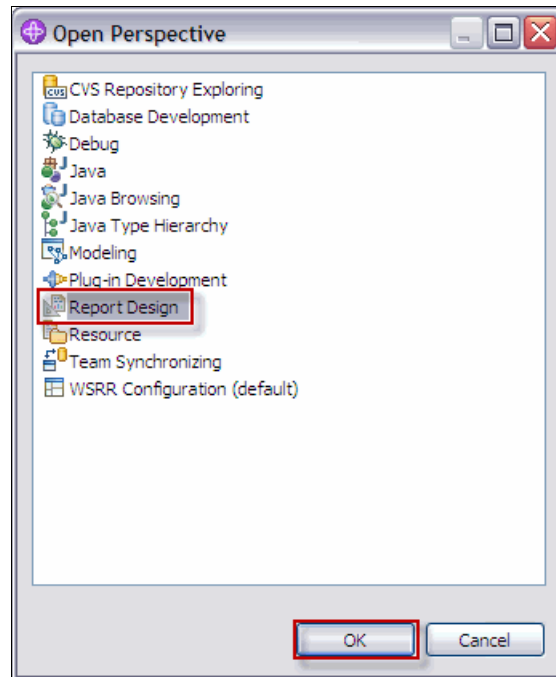 Open Perspective
CVS Repository Exploring
Database Development
Debug
Java
Java Browsing
Java Type Hierarchy
Modeling
Plug-in Development
Report Design
Resource
Team Synchronizing
WSRR Configuration (default)
OK Cancel